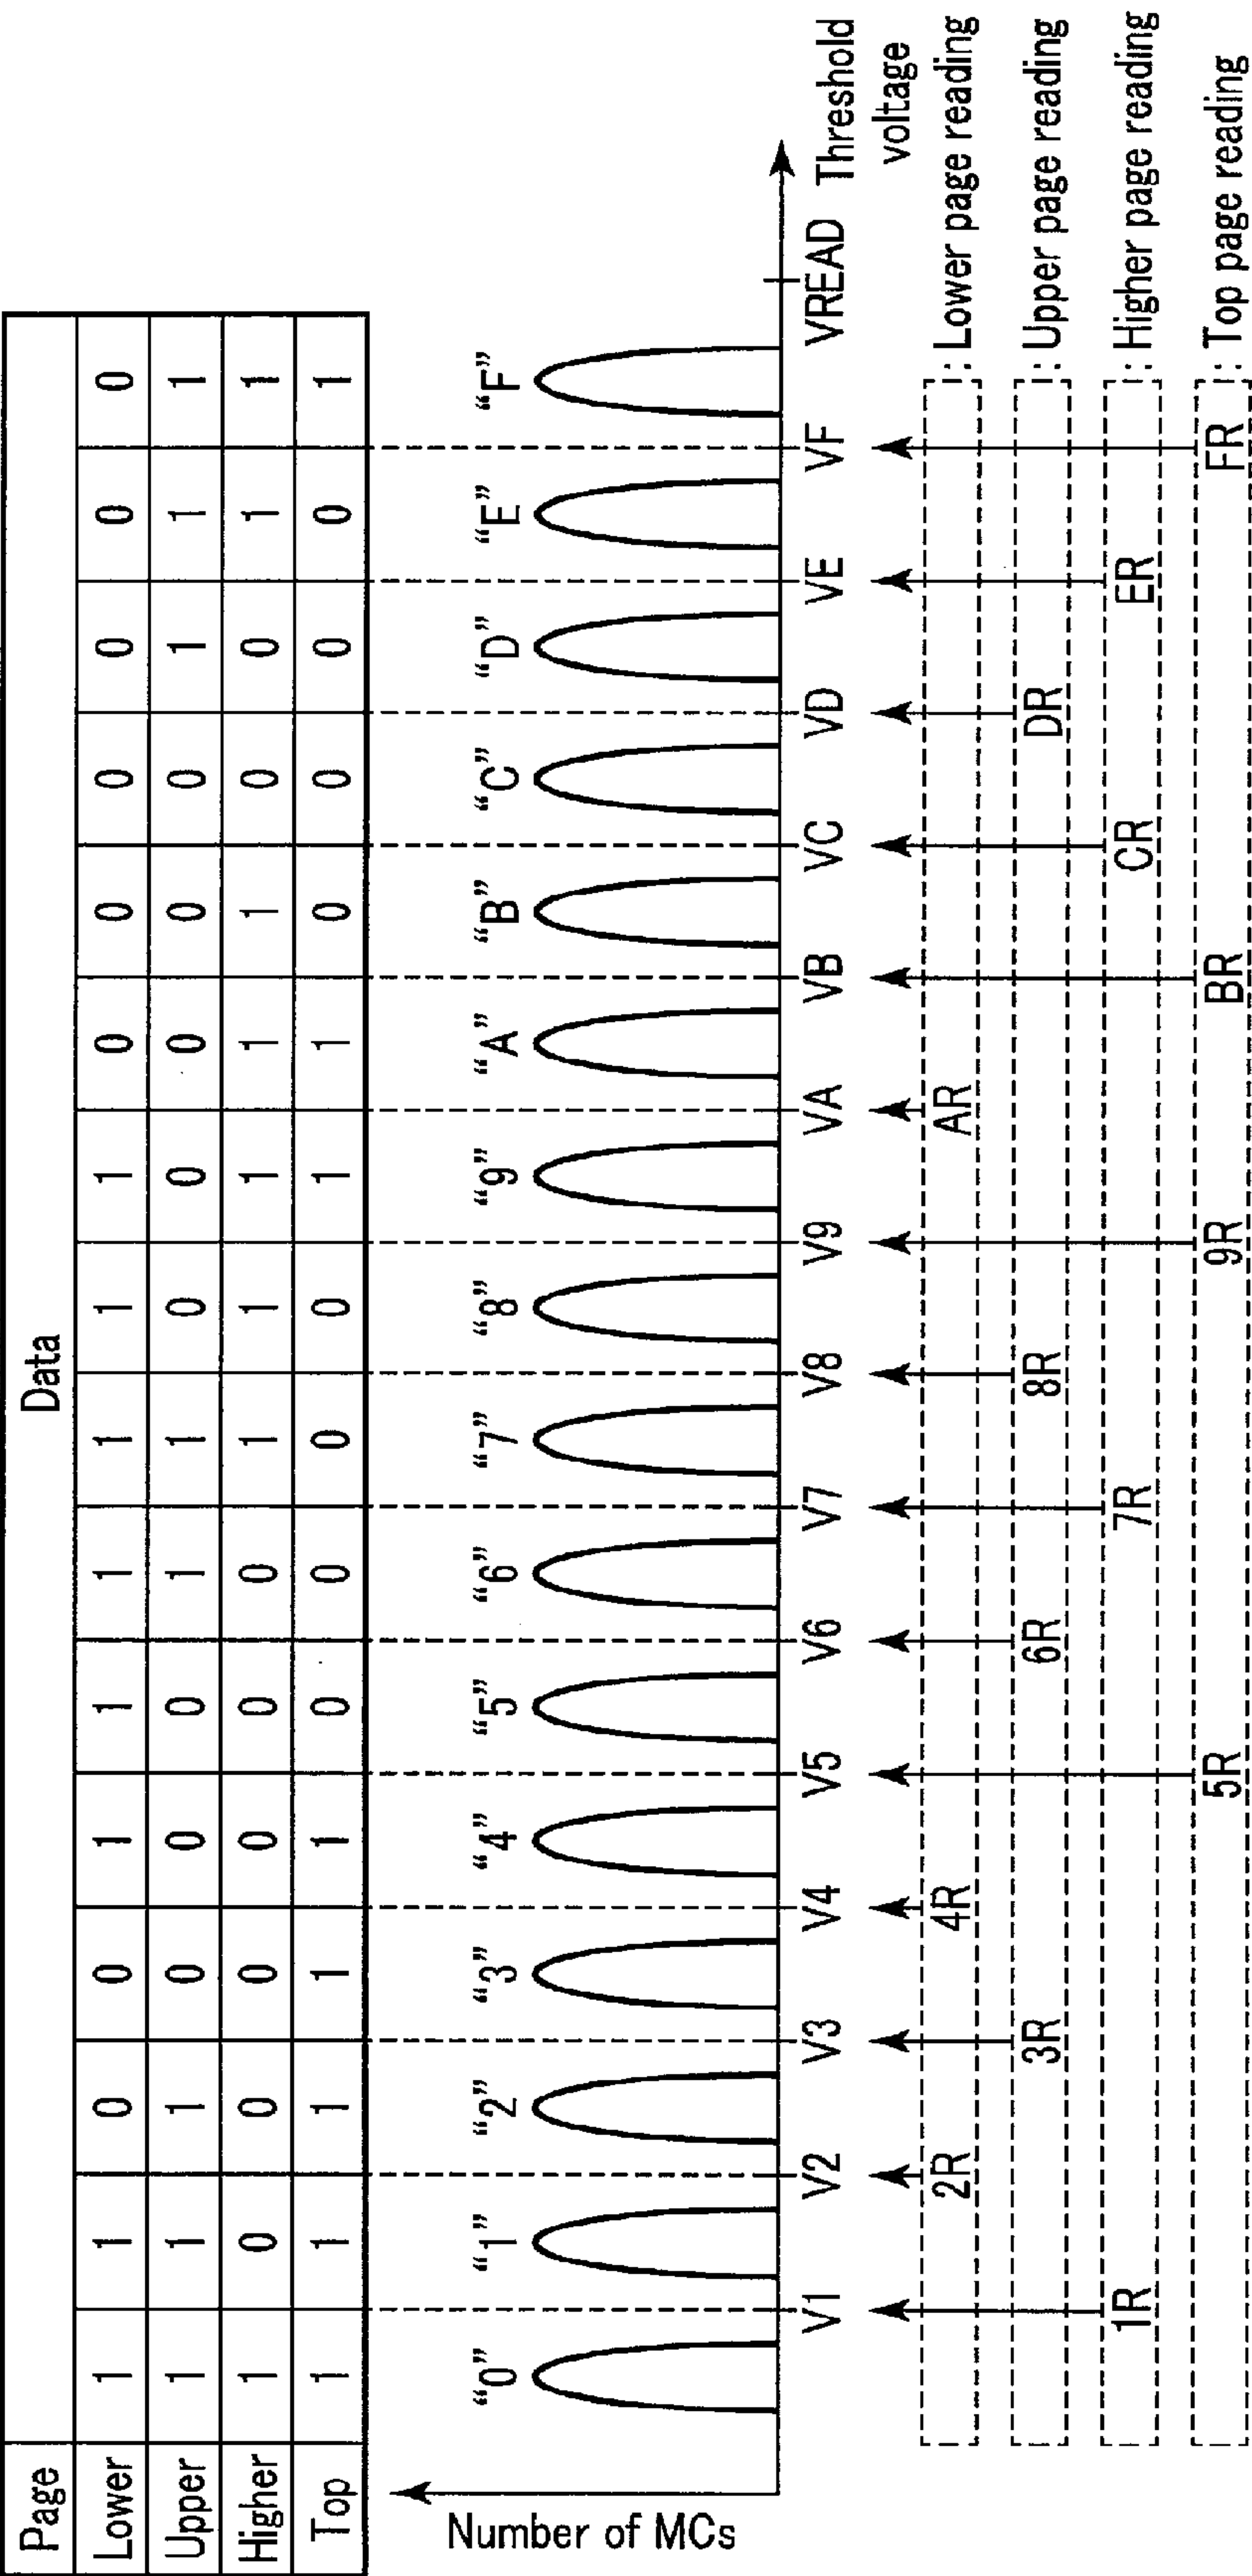 Page Data
Lower 1 1 0 0 1 1 1 1 1 1 0 0 0 0 0 0
Upper 1 1 1 0 0 0 1 1 0 0 0 0 0 1 1 1
Higher 1 0 0 0 0 0 0 1 1 1 1 1 0 0 1 1
Top 1 1 1 1 1 0 0 0 0 1 1 0 0 0 0 1
“0” “1” “2” “3” “4” “5” “6” “7” “8” “9” “A” “B” “C” “D” “E” “F”
Number of MCs
V1 V2 V3 V4 V5 V6 V7 V8 V9 VA VB VC VD VE VF VREAD Threshold
voltage
2R 4R AR : Lower page reading
3R 6R 8R DR : Upper page reading
1R 7R CR ER : Higher page reading
5R 9R BR FR : Top page reading